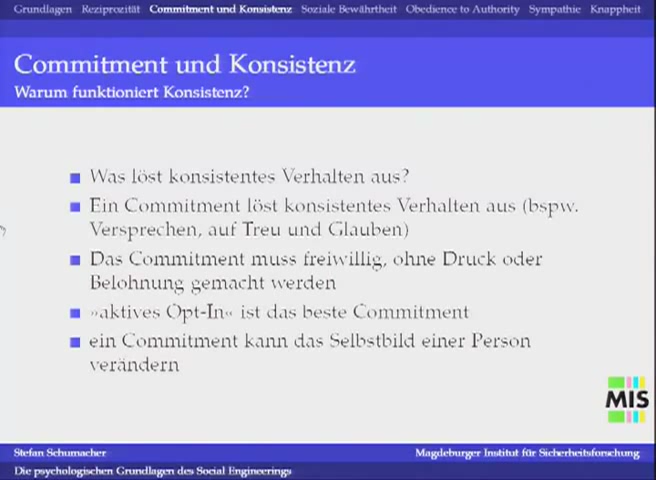 Grundlagen Reziprozität Commitment und Konsistenz Soziale Bewährtheit Obedience to Authority Sympathie Knappheit
Commitment und Konsistenz
Warum funktioniert Konsistenz?
Was löst konsistentes Verhalten aus?
Ein Commitment löst konsistentes Verhalten aus (bspw.
Versprechen, auf Treu und Glauben)
Das Commitment muss freiwillig, ohne Druck oder
Belohnung gemacht werden
»aktives Opt-In« ist das beste Commitment
ein Commitment kann das Selbstbild einer Person
verändern
MIS
Stefan Schumacher Magdeburger Institut für Sicherheitsforschung
Die psychologischen Grundlagen des Social Engineerings